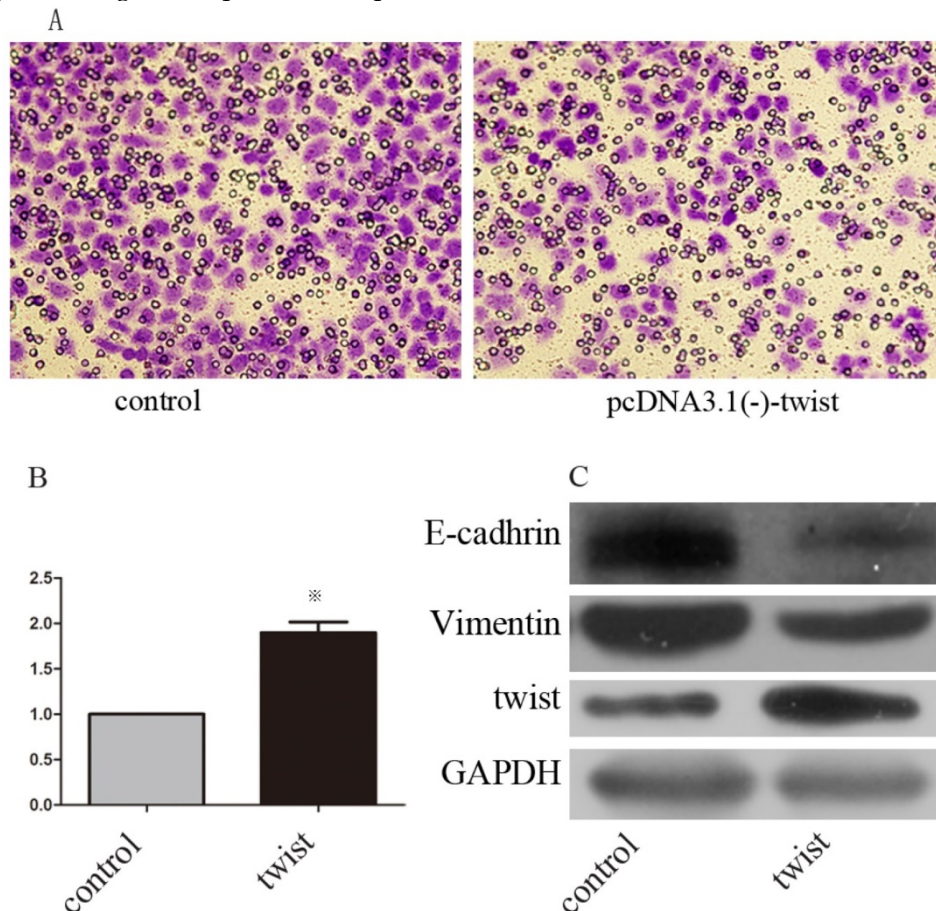 A
control pcDNA3.1(-)-twist
B
2.5
2.0
1.5
1.0
0.5
0.0
※
control twist
C
E-cadhrin
Vimentin
twist
GAPDH
control twist